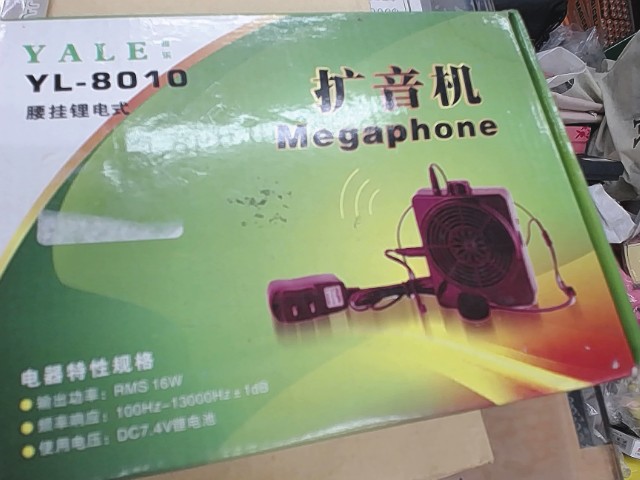 YALE
YL-8010
腰挂锂电式
扩音机
Megaphone
电器特性规格
输出功率：RMS 16W
频率响应：100Hz-13000Hz±1dB
使用电压：DC7.4V锂电池